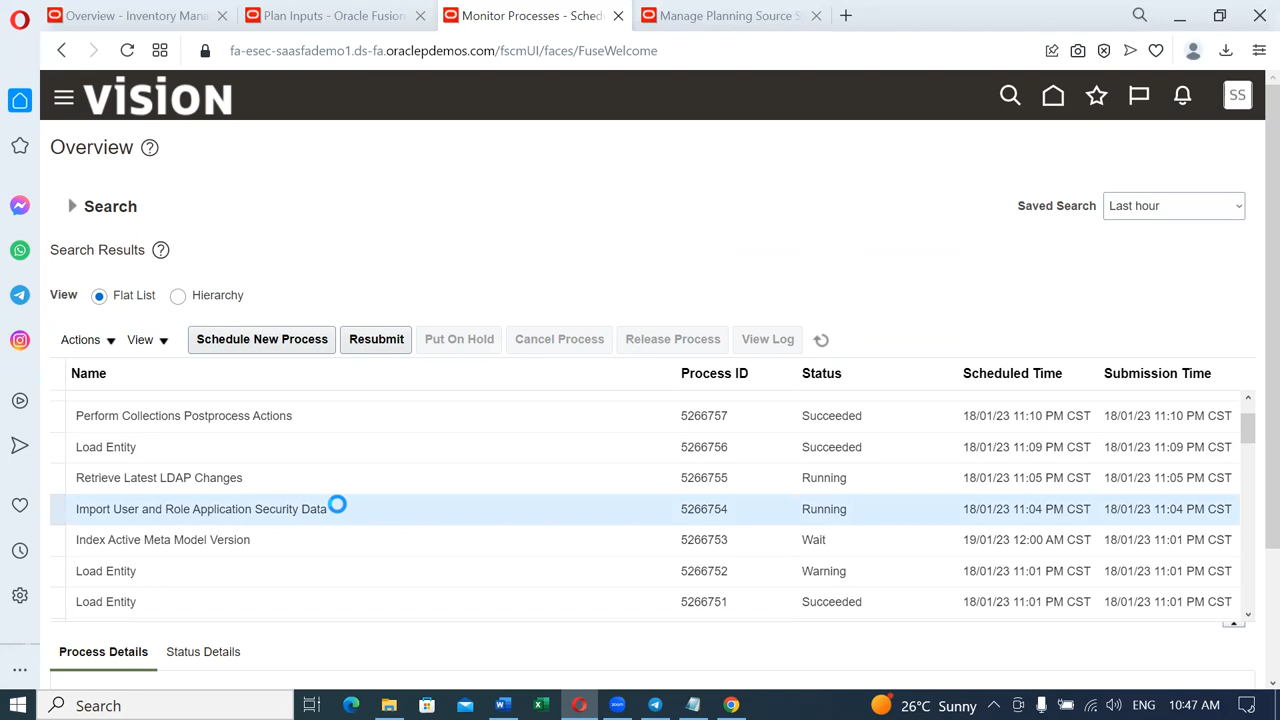 Overview - Inventory Mana
Plan Inputs - Oracle Fusion
Monitor Processes - Sched
Manage Planning Source S
fa-esec-saasfademo1.ds-fa.oraclepdemos.com/fscmUI/faces/FuseWelcome
VISION
SS
Overview
Search
Saved Search
Last hour
Search Results
View
Flat List
Hierarchy
Actions
View
Schedule New Process
Resubmit
Put On Hold
Cancel Process
Release Process
View Log
Name Process ID Status Scheduled Time Submission Time
Perform Collections Postprocess Actions 5266757 Succeeded 18/01/23 11:10 PM CST 18/01/23 11:10 PM CST
Load Entity 5266756 Succeeded 18/01/23 11:09 PM CST 18/01/23 11:09 PM CST
Retrieve Latest LDAP Changes 5266755 Running 18/01/23 11:05 PM CST 18/01/23 11:05 PM CST
Import User and Role Application Security Data 5266754 Running 18/01/23 11:04 PM CST 18/01/23 11:04 PM CST
Index Active Meta Model Version 5266753 Wait 19/01/23 12:00 AM CST 18/01/23 11:01 PM CST
Load Entity 5266752 Warning 18/01/23 11:01 PM CST 18/01/23 11:01 PM CST
Load Entity 5266751 Succeeded 18/01/23 11:01 PM CST 18/01/23 11:01 PM CST
Process Details
Status Details
Search
26°C Sunny
ENG
10:47 AM